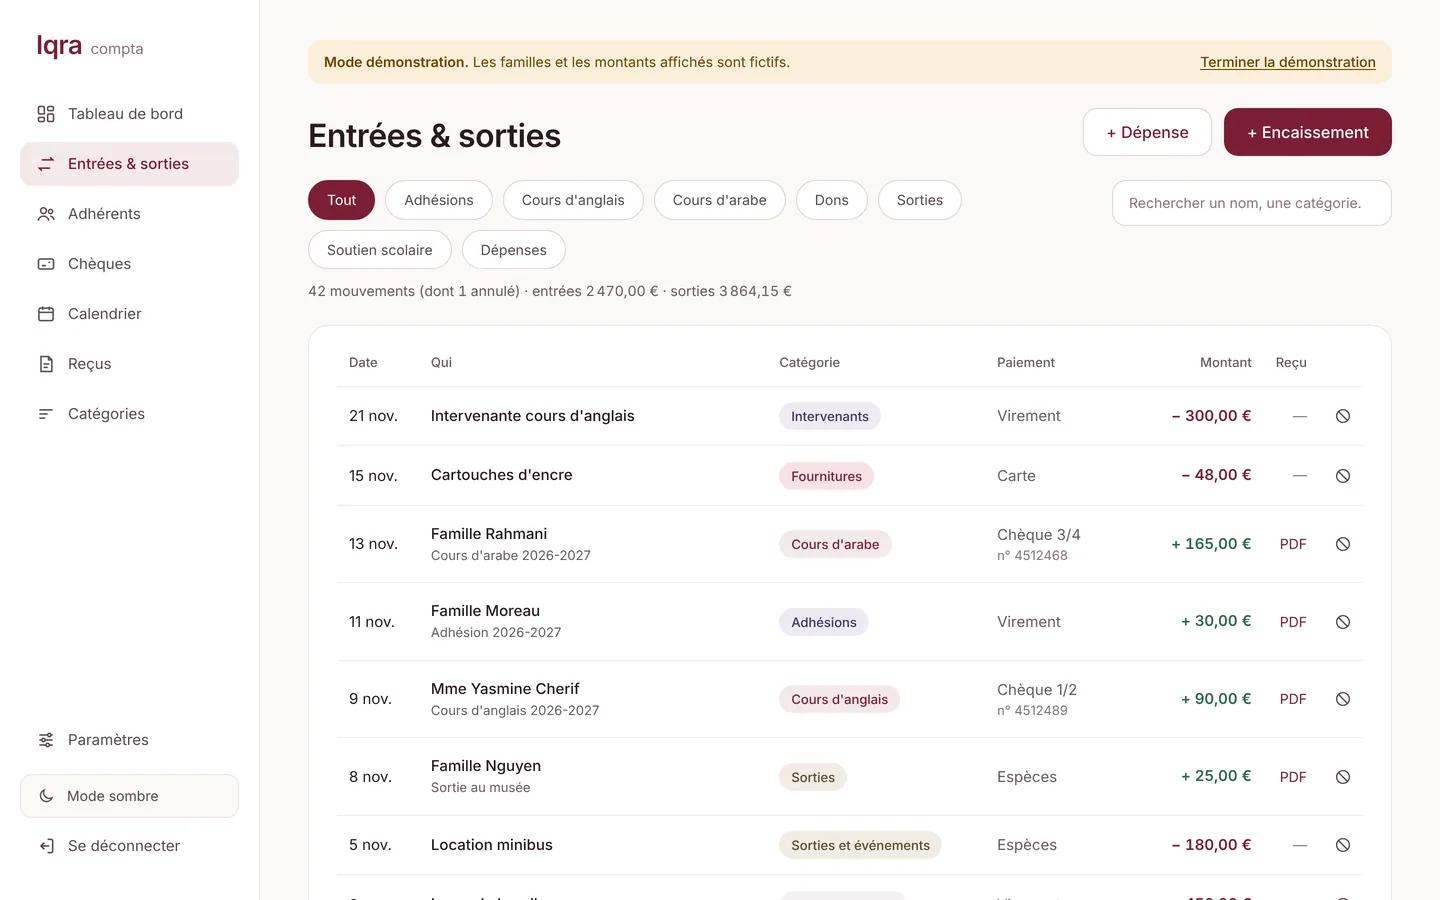 Iqra compta
Tableau de bord
Entrées & sorties
Adhérents
Chèques
Calendrier
Reçus
Catégories
Paramètres
Mode sombre
Se déconnecter
Mode démonstration. Les familles et les montants affichés sont fictifs. Terminer la démonstration
Entrées & sorties
+ Dépense + Encaissement
Tout Adhésions Cours d'anglais Cours d'arabe Dons Sorties
Rechercher un nom, une catégorie.
Soutien scolaire Dépenses
42 mouvements (dont 1 annulé) · entrées 2 470,00 € · sorties 3 864,15 €
Date Qui Catégorie Paiement Montant Reçu
21 nov. Intervenante cours d'anglais Intervenants Virement − 300,00 € —
15 nov. Cartouches d'encre Fournitures Carte − 48,00 € —
13 nov. Famille Rahmani Cours d'arabe Chèque 3/4 + 165,00 € PDF
Cours d'arabe 2026-2027 n° 4512468
11 nov. Famille Moreau Adhésions Virement + 30,00 € PDF
Adhésion 2026-2027
9 nov. Mme Yasmine Cherif Cours d'anglais Chèque 1/2 + 90,00 € PDF
Cours d'anglais 2026-2027 n° 4512489
8 nov. Famille Nguyen Sorties Espèces + 25,00 € PDF
Sortie au musée
5 nov. Location minibus Sorties et événements Espèces − 180,00 € —